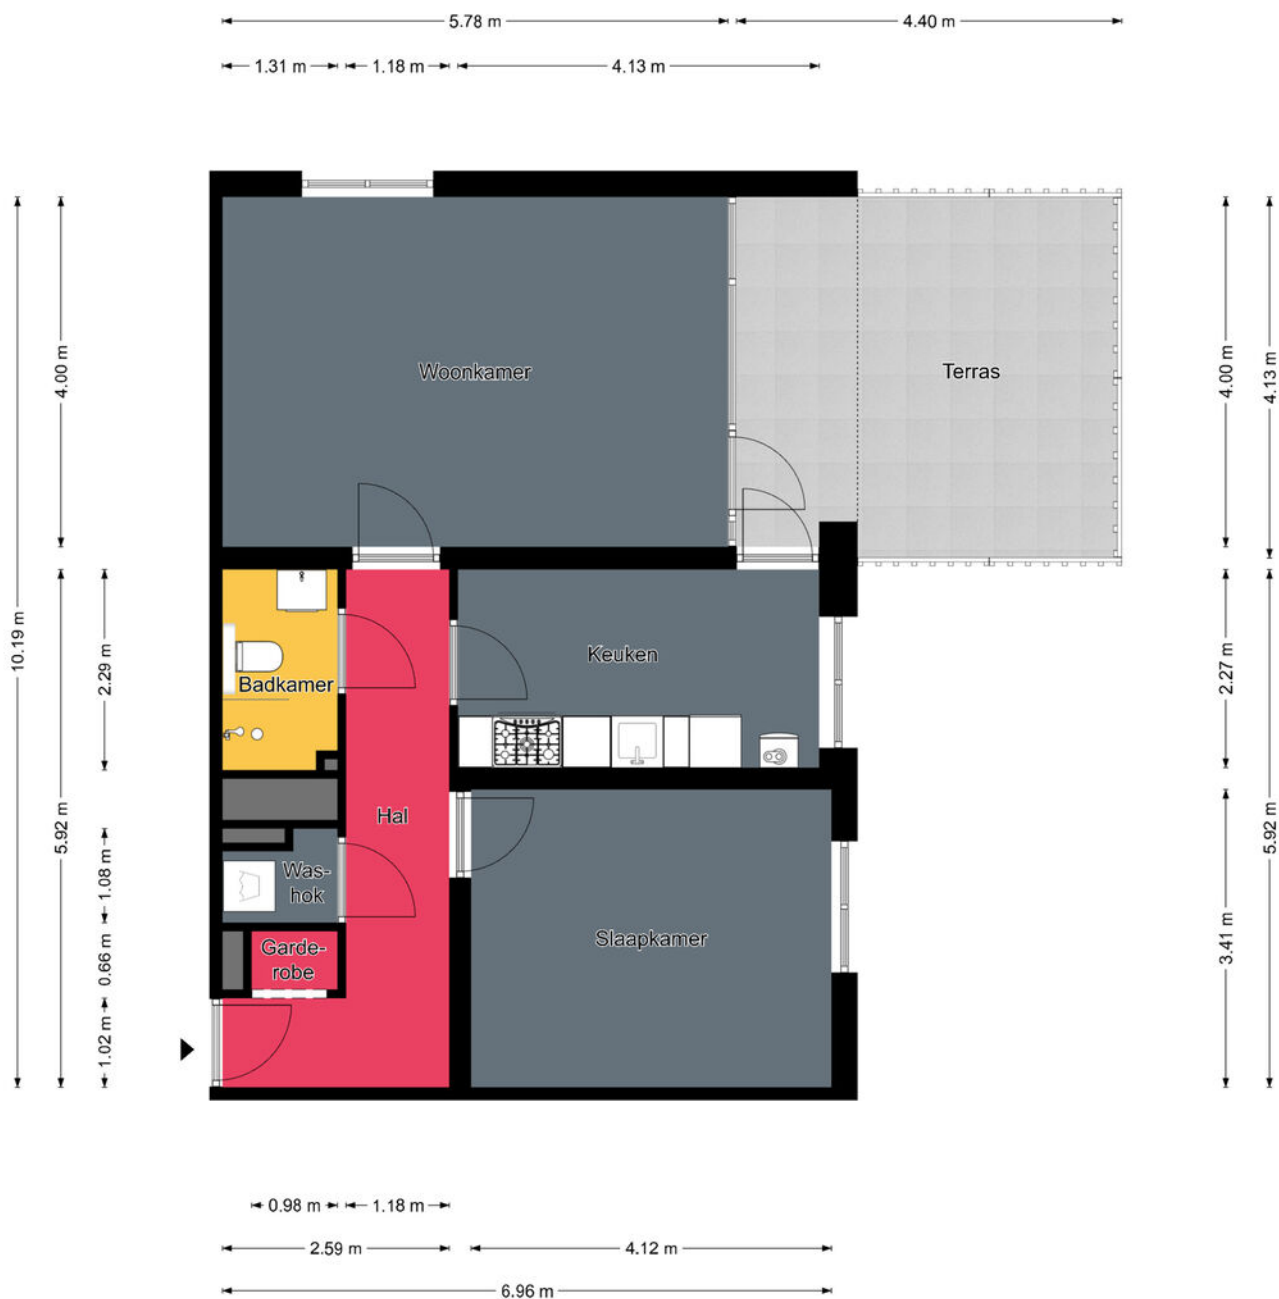 5.78 m
4.40 m
1.31 m
1.18 m
4.13 m
10.19 m
4.00 m
5.92 m
2.29 m
1.08 m
0.66 m
1.02 m
Woonkamer
Terras
Keuken
Badkamer
Hal
Was-
hok
Garde-
robe
Slaapkamer
4.00 m
4.13 m
2.27 m
3.41 m
5.92 m
0.98 m
1.18 m
2.59 m
4.12 m
6.96 m